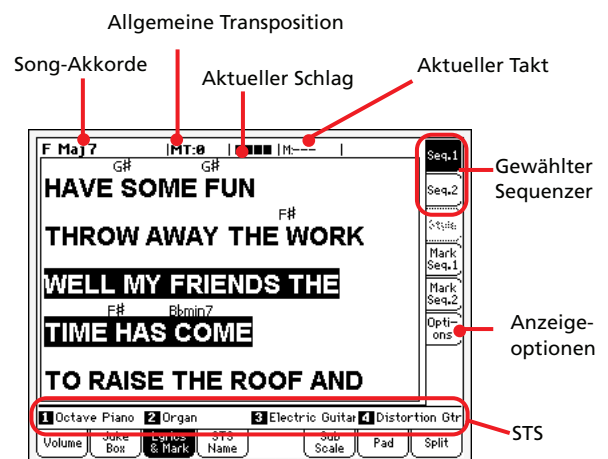 Allgemeine Transposition
Song-Akkorde
Aktueller Schlag
Aktueller Takt
F Maj7 |MT:0 | |M:--- |
Seq.1
Gewählter
Sequenzer
G# G#
HAVE SOME FUN
Seq.2
F#
THROW AWAY THE WORK
Style
Mark
Seq.1
WELL MY FRIENDS THE
Mark
Seq.2
F# Bbmin7
TIME HAS COME
Opti-
ons
Anzeige-
optionen
TO RAISE THE ROOF AND
1 Octave Piano 2 Organ 3 Electric Guitar 4 Distortion Gtr
STS
Volume
Juke
Box
Lyrics
& Mark
STS
Name
Sub
Scale
Pad
Split